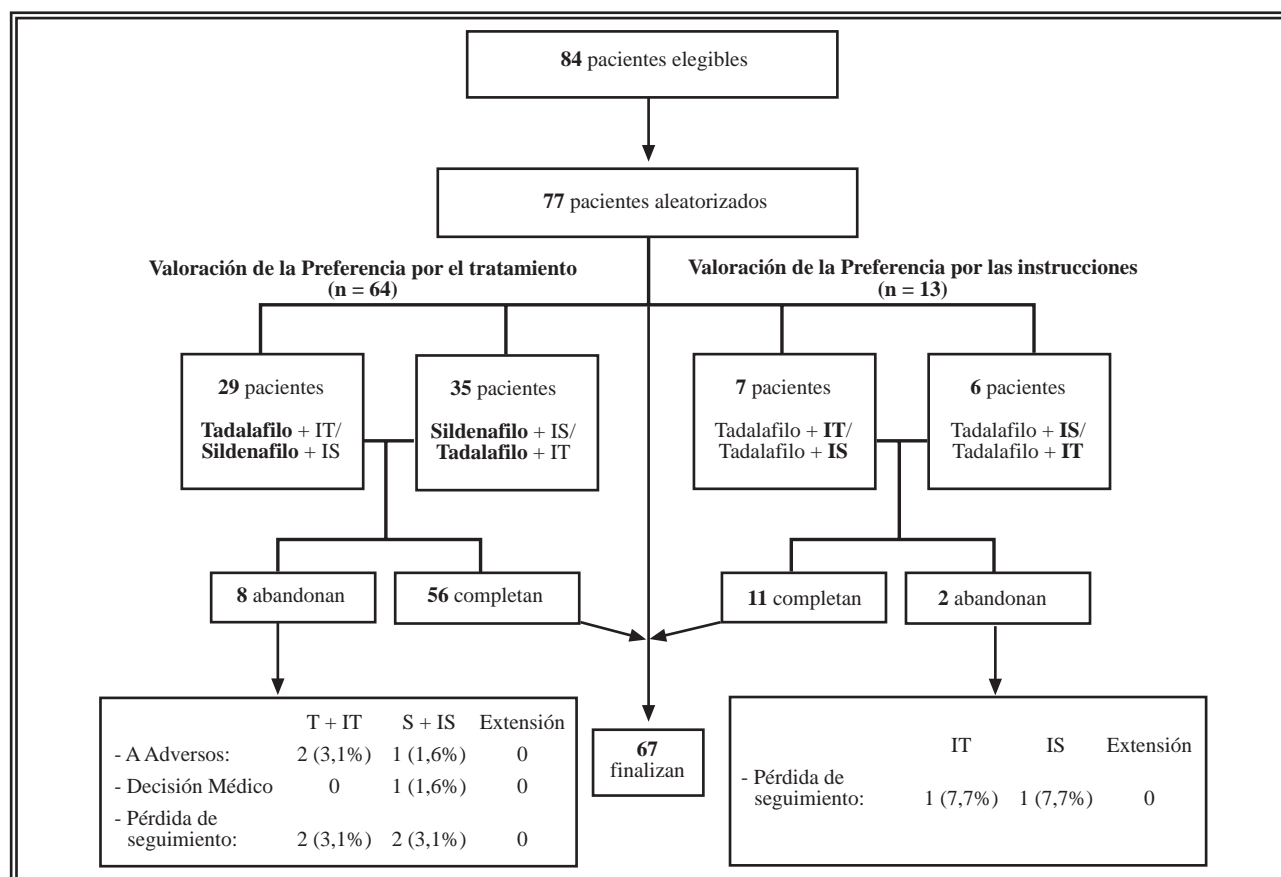 84 pacientes elegibles
77 pacientes aleatorizados
Valoración de la Preferencia por el tratamiento
(n = 64)
Valoración de la Preferencia por las instrucciones
(n = 13)
29 pacientes
Tadalafilo + IT/
Sildenafilo + IS
35 pacientes
Sildenafilo + IS/
Tadalafilo + IT
7 pacientes
Tadalafilo + IT/
Tadalafilo + IS
6 pacientes
Tadalafilo + IS/
Tadalafilo + IT
8 abandonan
56 completan
11 completan
2 abandonan
T + IT S + IS Extensión
- A Adversos: 2 (3,1%) 1 (1,6%) 0
- Decisión Médico 0 1 (1,6%) 0
- Pérdida de
seguimiento: 2 (3,1%) 2 (3,1%) 0
67
finalizan
IT IS Extensión
- Pérdida de
seguimiento: 1 (7,7%) 1 (7,7%) 0